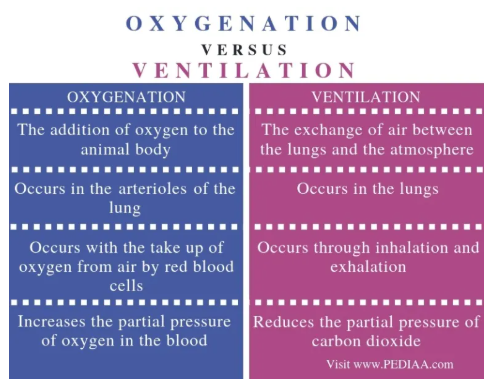 OXYGENATION
VERSUS
VENTILATION
OXYGENATION
The addition of oxygen to the
animal body
Occurs in the arterioles of the
lung
Occurs with the take up of
oxygen from air by red blood
cells
Increases the partial pressure
of oxygen in the blood
VENTILATION
The exchange of air between
the lungs and the atmosphere
Occurs in the lungs
Occurs through inhalation and
exhalation
Reduces the partial pressure of
carbon dioxide
Visit www.PEDIAA.com